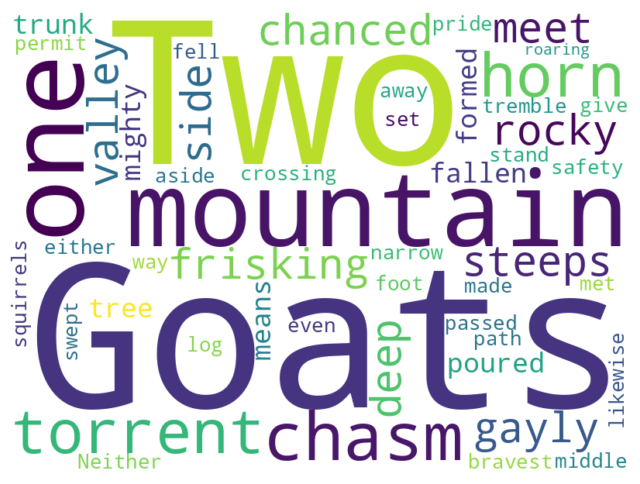 trunk
permit
one
valley
mighty
fell
side
aside
Two
away
set
chanced
crossing
pride
formed
meet
roaring
horn
tremble
give
rocky
stand
safety
fallen
mountain
either
way
frisking
narrow
steeps
squirrels
swept
tree
Goats
log
means
even
foot
deep
made
met
passed
path
poured
likewise
torrent
chasm
gayly
Neither
bravest
middle